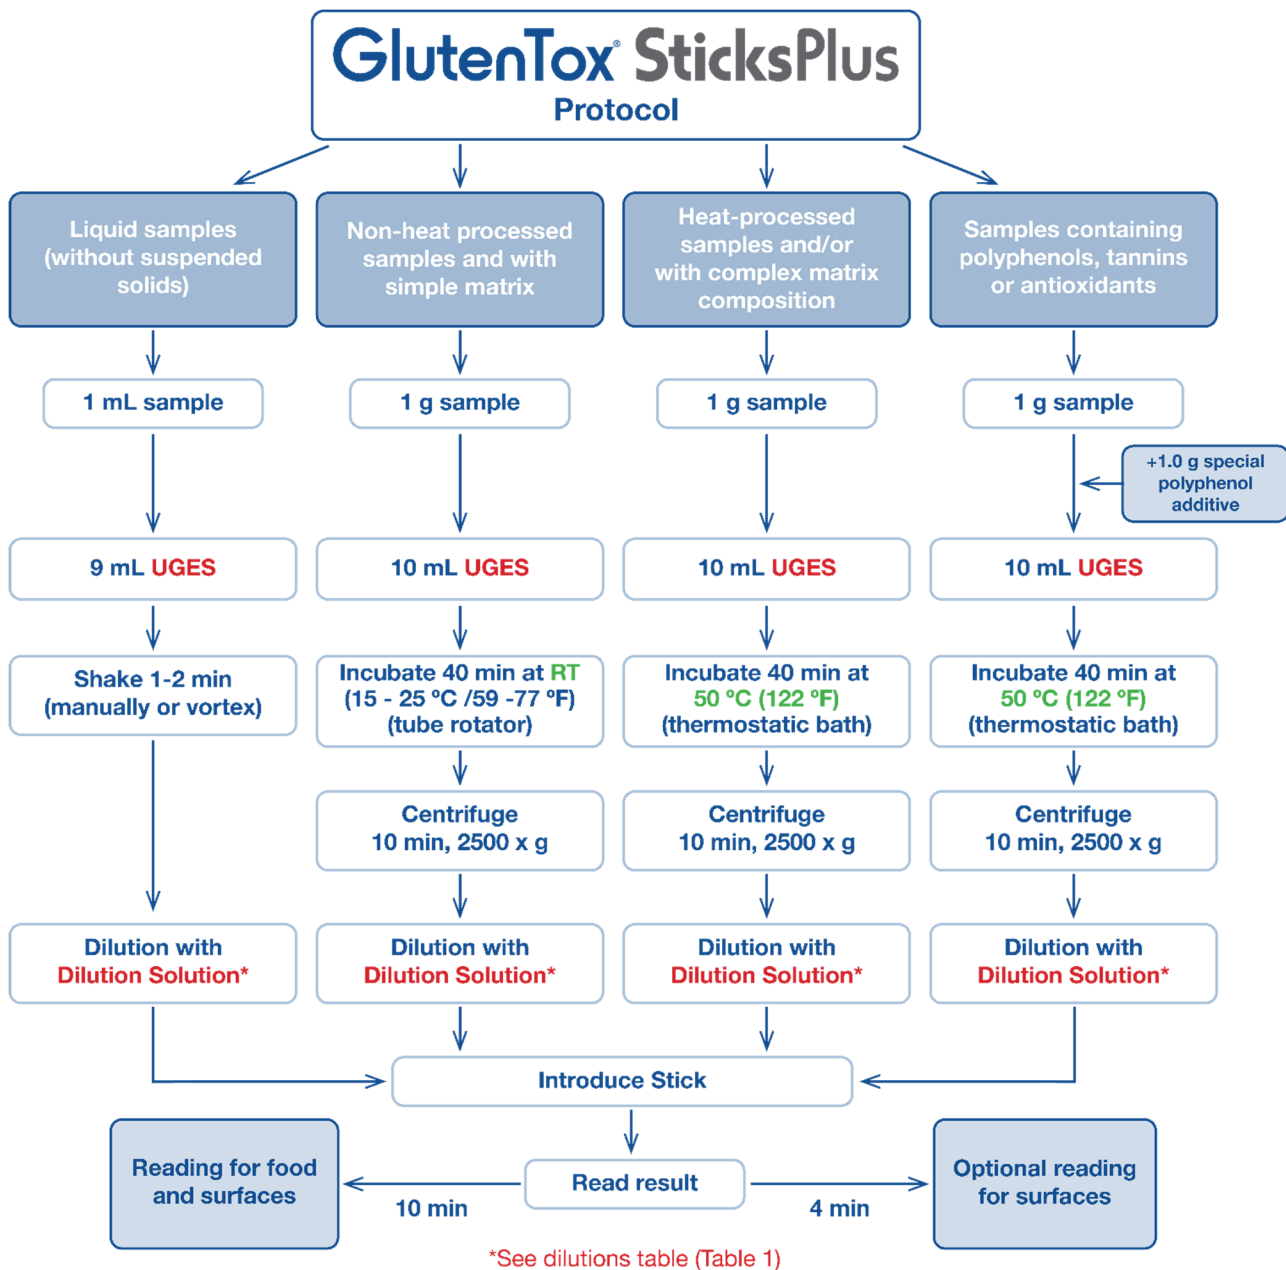 GlutenTox® SticksPlus
Protocol
Liquid samples
(without suspended
solids)
Non-heat processed
samples and with
simple matrix
Heat-processed
samples and/or
with complex matrix
composition
Samples containing
polyphenols, tannins
or antioxidants
1 mL sample
1 g sample
1 g sample
1 g sample
+1.0 g special
polyphenol
additive
9 mL UGES
10 mL UGES
10 mL UGES
10 mL UGES
Shake 1-2 min
(manually or vortex)
Incubate 40 min at RT
(15 - 25 ºC /59 -77 ºF)
(tube rotator)
Incubate 40 min at
50 ºC (122 ºF)
(thermostatic bath)
Incubate 40 min at
50 ºC (122 ºF)
(thermostatic bath)
Centrifuge
10 min, 2500 x g
Centrifuge
10 min, 2500 x g
Centrifuge
10 min, 2500 x g
Dilution with
Dilution Solution*
Dilution with
Dilution Solution*
Dilution with
Dilution Solution*
Dilution with
Dilution Solution*
Introduce Stick
Reading for food
and surfaces
10 min
Read result
4 min
Optional reading
for surfaces
*See dilutions table (Table 1)